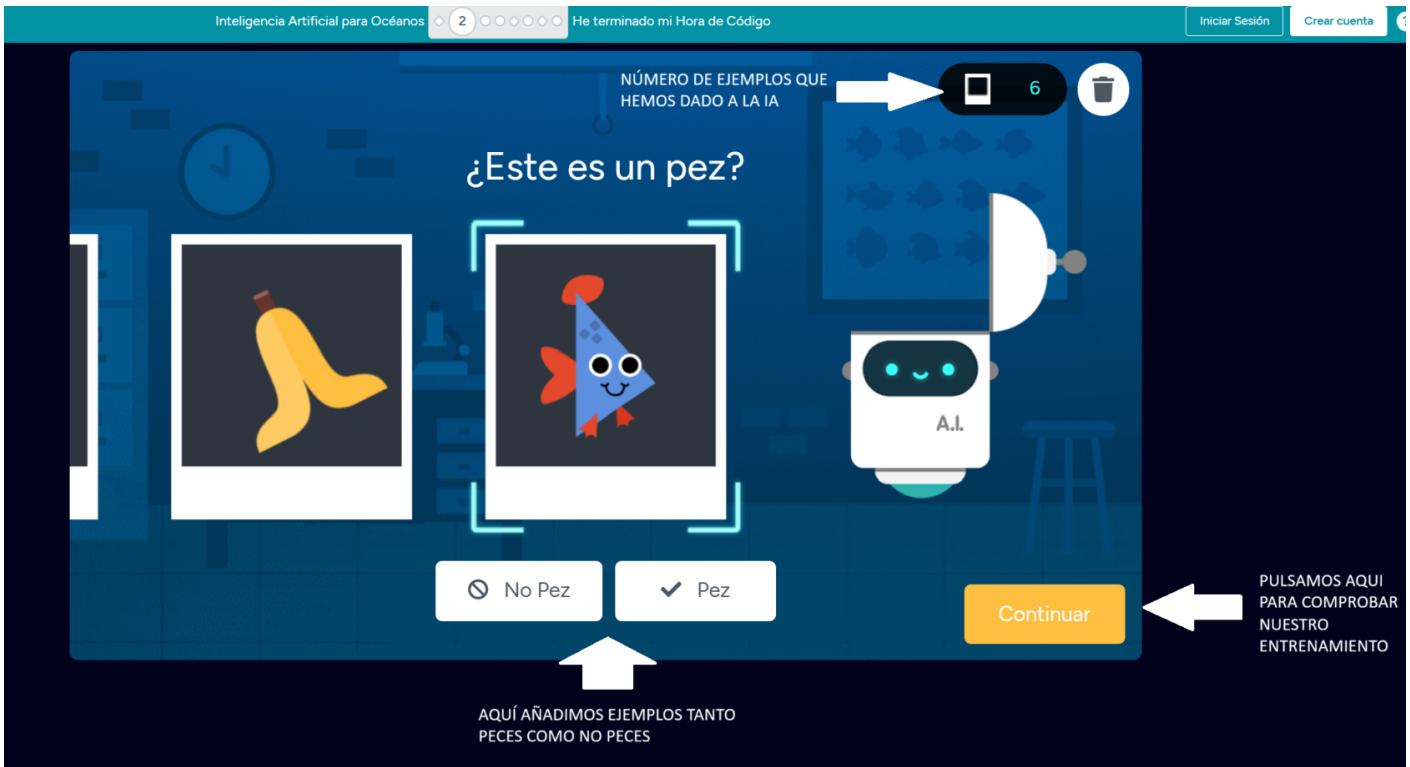 Inteligencia Artificial para Océanos 2 He terminado mi Hora de Código Iniciar Sesión Crear cuenta ?
NÚMERO DE EJEMPLOS QUE
HEMOS DADO A LA IA
6
¿Este es un pez?
A.I.
No Pez
Pez
Continuar
PULSAMOS AQUI
PARA COMPROBAR
NUESTRO
ENTRENAMIENTO
AQUÍ AÑADIMOS EJEMPLOS TANTO
PECES COMO NO PECES